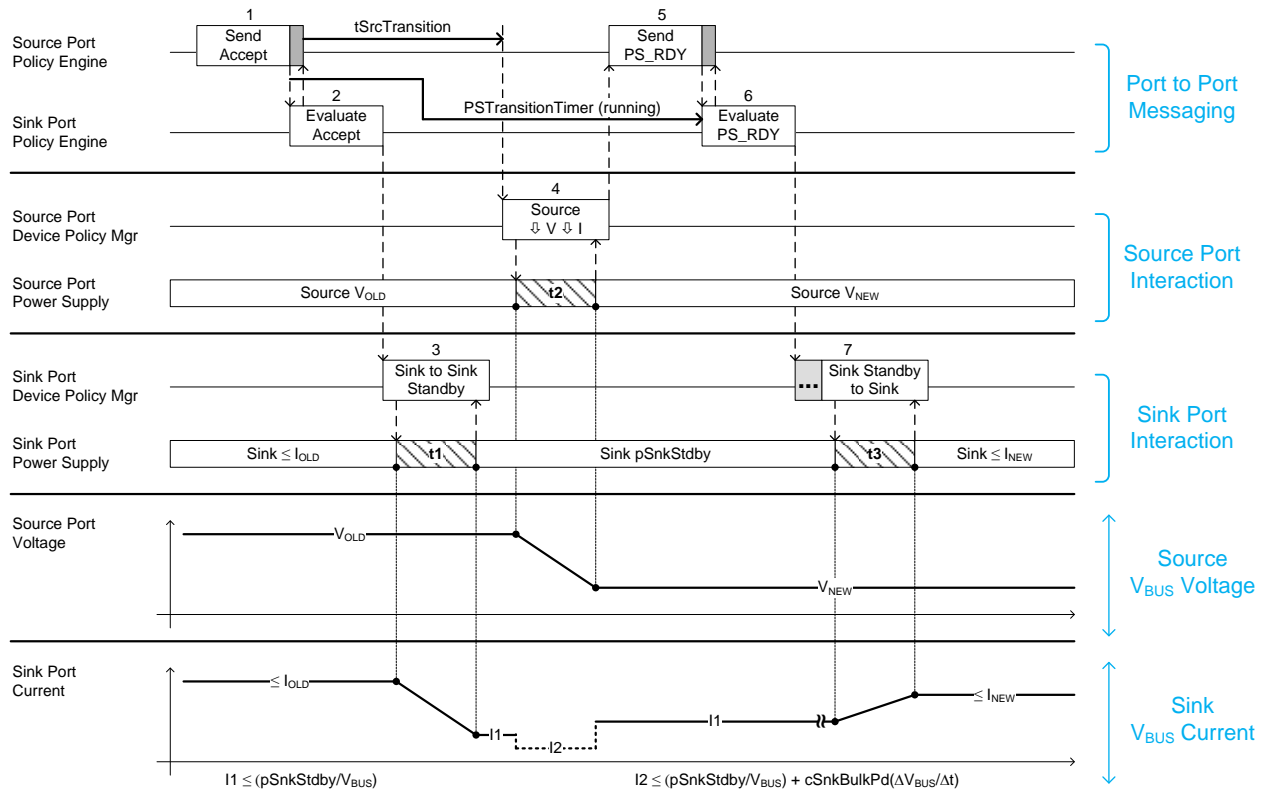 1
5
Source Port
Policy Engine
Send
Accept
tSrcTransition
Send
PS_RDY
Port to Port
Messaging
2
PSTransitionTimer (running)
6
Sink Port
Policy Engine
Evaluate
Accept
Evaluate
PS_RDY
4
Source Port
Device Policy Mgr
Source
⇩ V ⇩ I
Source Port
Interaction
Source Port
Power Supply
Source VOLD
t2
Source VNEW
3
7
Sink Port
Device Policy Mgr
Sink to Sink
Standby
...
Sink Standby
to Sink
Sink Port
Interaction
Sink Port
Power Supply
Sink ≤ IOLD
t1
Sink pSnkStdby
t3
Sink ≤ INEW
Source Port
Voltage
VOLD
VNEW
Source
VBUS Voltage
Sink Port
Current
≤ IOLD
I1
I2
I1
≤ INEW
Sink
VBUS Current
I1 ≤ (pSnkStdby/VBUS)
I2 ≤ (pSnkStdby/VBUS) + cSnkBulkPd(ΔVBUS/Δt)